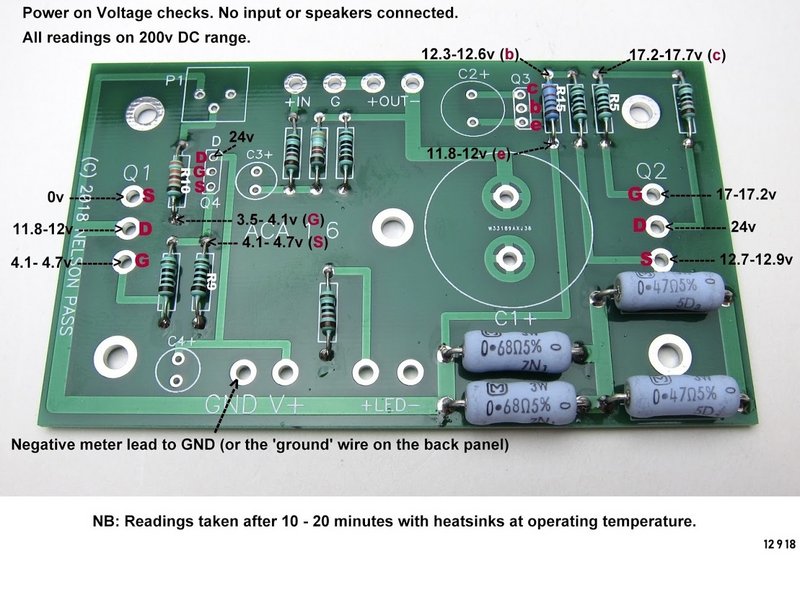 Power on Voltage checks. No input or speakers connected.
All readings on 200v DC range.
12.3-12.6v (b)
17.2-17.7v (c)
P1
+IN
G
+OUT-
C2+
Q3
c
b
e
R15
R5
D
24v
D
G
S
Q4
C3+
R10
11.8-12v (e)
(C) 2018 NELSON PASS
Q1
0v
S
11.8-12v
D
4.1- 4.7v
G
3.5- 4.1v (G)
4.1- 4.7v (S)
ACA 1.6
R9
W33189AXJ38
Q2
G
17-17.2v
D
24v
S
12.7-12.9v
0•47Ω5% 0
5D
C1+
C4+
0•68Ω5% 0
GND V+
+LED-
M 3W
0•68Ω5% 0
3W
0•47Ω5% 0
5D
Negative meter lead to GND (or the 'ground' wire on the back panel)
NB: Readings taken after 10 - 20 minutes with heatsinks at operating temperature.
12 9 18